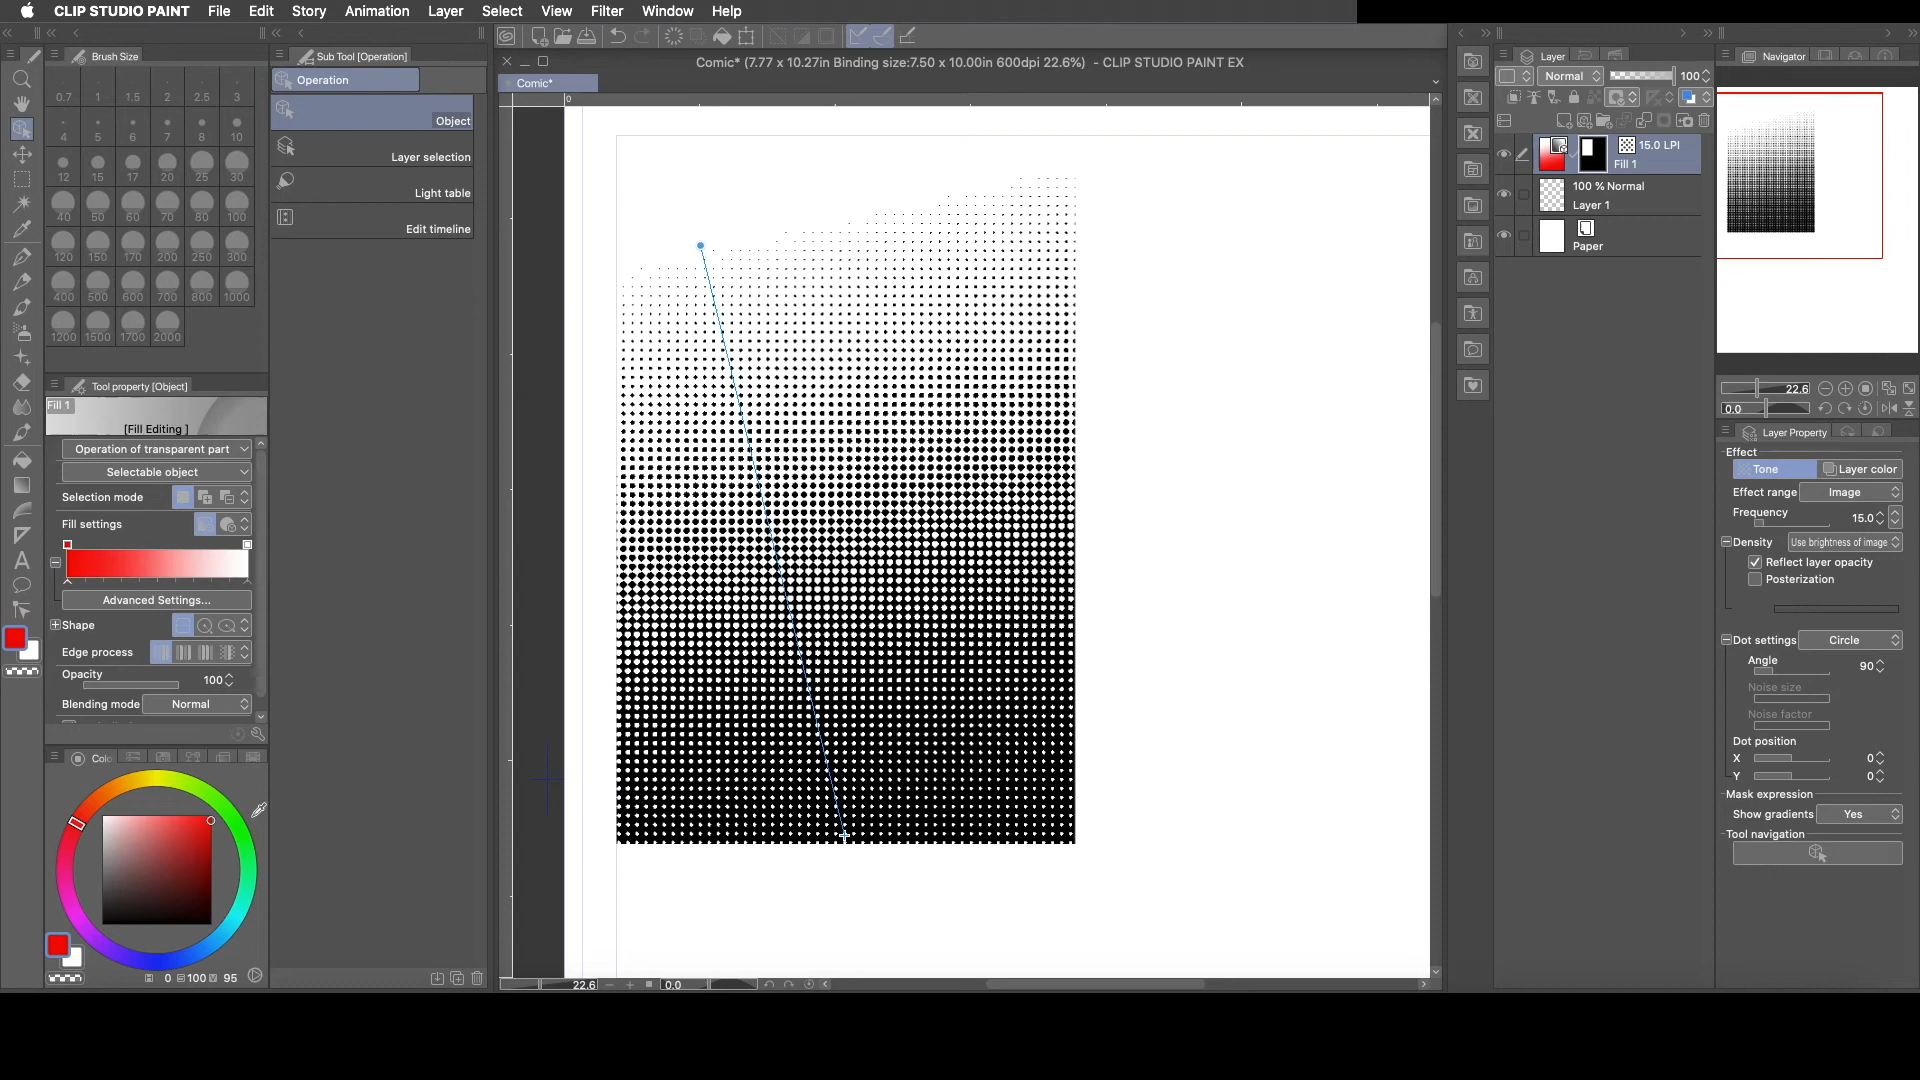 CLIP STUDIO PAINT File Edit Story Animation Layer Select View Filter Window Help
Brush Size
Sub Tool [Operation]
Layer
Navigator
Comic* (7.77 x 10.27in Binding size:7.50 x 10.00in 600dpi 22.6%) - CLIP STUDIO PAINT EX
Comic*
0
Operation
Object
Layer selection
Light table
Edit timeline
0.7 1 1.5 2 2.5 3
4 5 6 7 8 10
12 15 17 20 25 30
40 50 60 70 80 100
120 150 170 200 250 300
400 500 600 700 800 1000
1200 1500 1700 2000
Tool property [Object]
Fill 1
[Fill Editing ]
Operation of transparent part
Selectable object
Selection mode
Fill settings
Advanced Settings...
Shape
Edge process
Opacity 100
Blending mode Normal
Colo
0 100 V 95
22.6 0.0
Normal 100
15.0 LPI
Fill 1
100 % Normal
Layer 1
Paper
22.6
0.0
Layer Property
Effect
Tone Layer color
Effect range Image
Frequency 15.0
Density Use brightness of image
Reflect layer opacity
Posterization
Dot settings Circle
Angle 90
Noise size
Noise factor
Dot position
X 0
Y 0
Mask expression
Show gradients Yes
Tool navigation